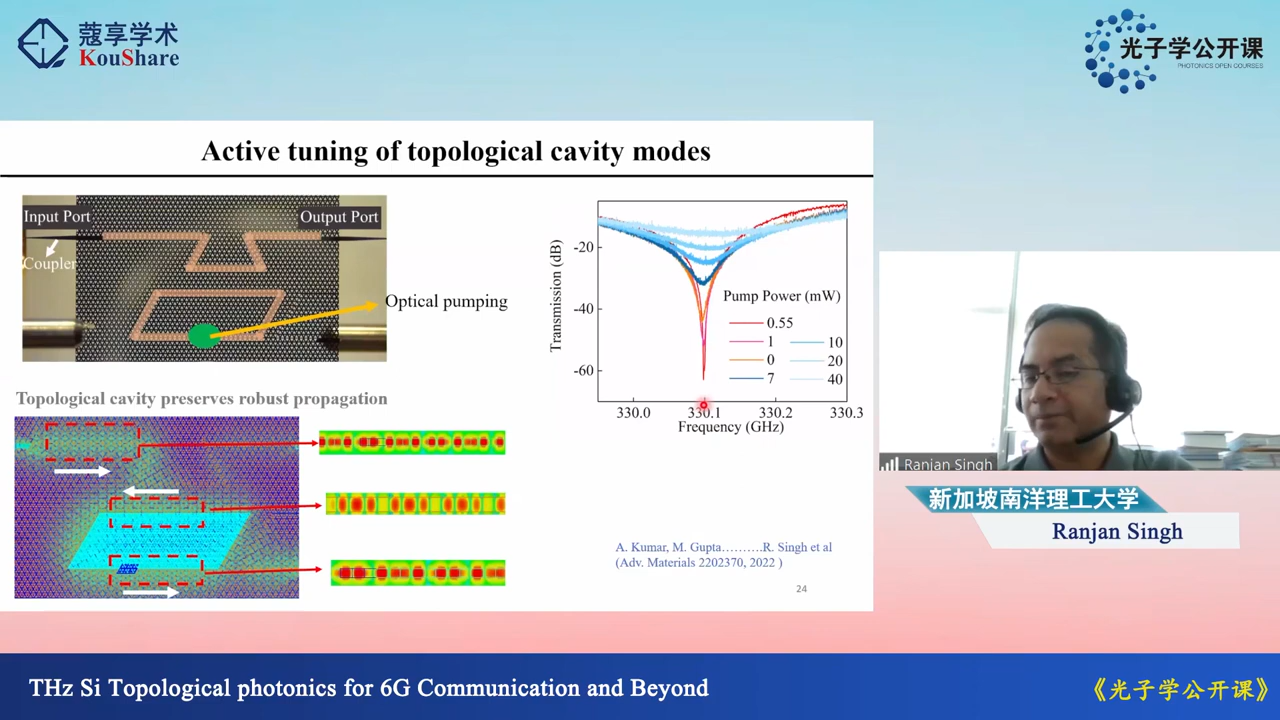 蔻享学术
KouShare
光子学公开课
PHOTONICS OPEN COURSES
Active tuning of topological cavity modes
Input Port
Output Port
Coupler
Optical pumping
Topological cavity preserves robust propagation
Transmission (dB)
-20
-40
-60
Pump Power (mW)
0.55
1
10
0
20
7
40
330.0
330.1
330.2
330.3
Frequency (GHz)
A. Kumar, M. Gupta.........R. Singh et al
(Adv. Materials 2202370, 2022 )
24
Ranjan Singh
新加坡南洋理工大学
Ranjan Singh
THz Si Topological photonics for 6G Communication and Beyond
《光子学公开课》